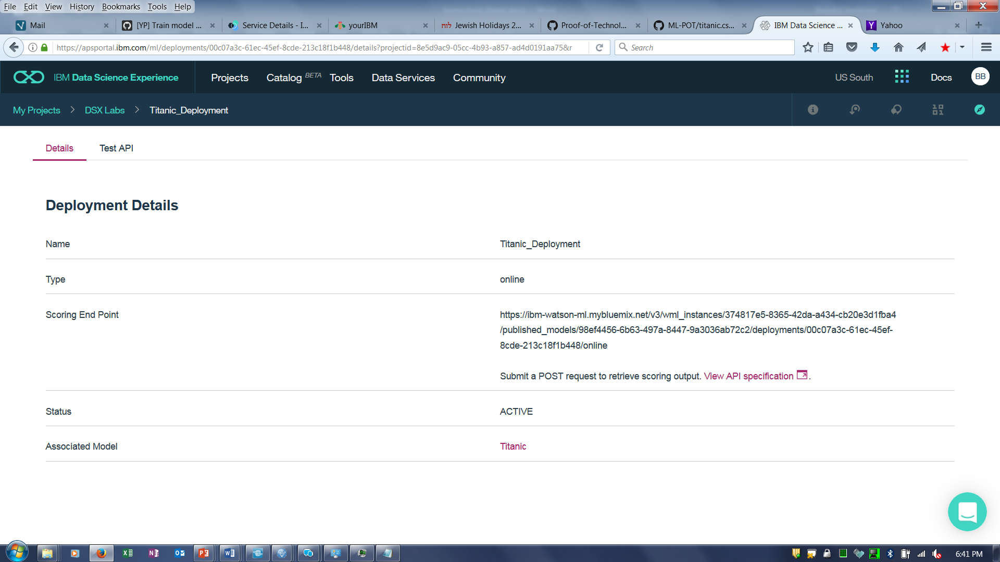 File Edit View History Bookmarks Tools Help
Mail
[YP] Train model ...
Service Details - I...
yourIBM
לוח Jewish Holidays 2...
Proof-of-Technol...
ML-POT/titanic.cs...
IBM Data Science ...
Y Yahoo
https://apsportal.ibm.com/ml/deployments/00c07a3c-61ec-45ef-8cde-213c18f1b448/details?projectid=8e5d9ac9-05cc-4b93-a857-ad4d0191aa75&r
Search
IBM Data Science Experience
Projects
Catalog BETA
Tools
Data Services
Community
US South
Docs
BB
My Projects > DSX Labs > Titanic_Deployment
Details
Test API
Deployment Details
Name
Titanic_Deployment
Type
online
Scoring End Point
https://ibm-watson-ml.mybluemix.net/v3/wml_instances/374817e5-8365-42da-a434-cb20e3d1fba4
/published_models/98ef4456-6b63-497a-8447-9a3036ab72c2/deployments/00c07a3c-61ec-45ef-
8cde-213c18f1b448/online
Submit a POST request to retrieve scoring output. View API specification .
Status
ACTIVE
Associated Model
Titanic
6:41 PM